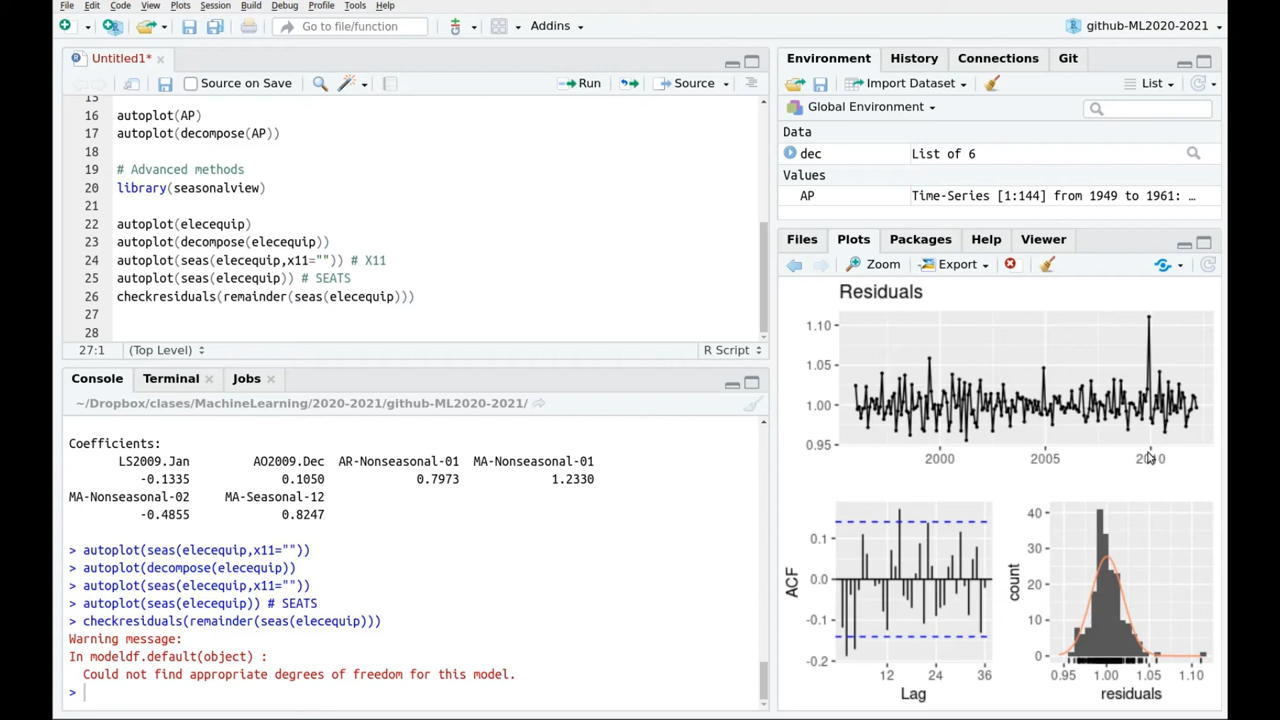 File Edit Code View Plots Session Build Debug Profile Tools Help
Go to file/function
Addins
github-ML2020-2021
Untitled1*
Source on Save
Run
Source
15
16 autoplot(AP)
17 autoplot(decompose(AP))
18
19 # Advanced methods
20 library(seasonalview)
21
22 autoplot(elecequip)
23 autoplot(decompose(elecequip))
24 autoplot(seas(elecequip,x11="")) # X11
25 autoplot(seas(elecequip)) # SEATS
26 checkresiduals(remainder(seas(elecequip)))
27
28
27:1 (Top Level) R Script
Console Terminal Jobs
~/Dropbox/clases/MachineLearning/2020-2021/github-ML2020-2021/
Coefficients:
LS2009.Jan AO2009.Dec AR-Nonseasonal-01 MA-Nonseasonal-01
-0.1335 0.1050 0.7973 1.2330
MA-Nonseasonal-02 MA-Seasonal-12
-0.4855 0.8247
> autoplot(seas(elecequip,x11=""))
> autoplot(decompose(elecequip))
> autoplot(seas(elecequip,x11=""))
> autoplot(seas(elecequip)) # SEATS
> checkresiduals(remainder(seas(elecequip)))
Warning message:
In modeldf.default(object) :
Could not find appropriate degrees of freedom for this model.
>
Environment History Connections Git
Import Dataset
List
Global Environment
Data
dec List of 6
Values
AP Time-Series [1:144] from 1949 to 1961: …
Files Plots Packages Help Viewer
Zoom Export
Residuals
1.10
1.05
1.00
0.95
2000 2005 2010
ACF
0.1
0.0
-0.1
-0.2
12 24 36
Lag
count
40
30
20
10
0
0.95 1.00 1.05 1.10
residuals